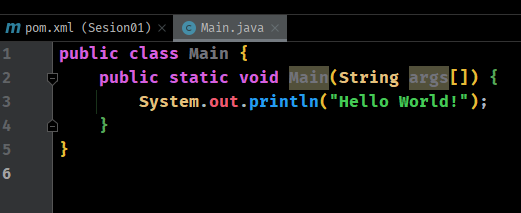 m pom.xml (Sesion01) × C Main.java ×
1 public class Main {
2 public static void Main(String args[]) {
3 System.out.println("Hello World!");
4 }
5 }
6